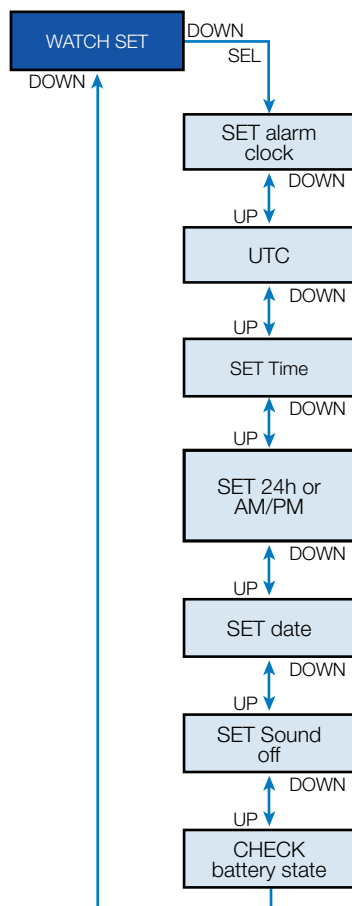 WATCH SET
DOWN
SEL
DOWN
SET alarm
clock
DOWN
UP
UTC
DOWN
UP
SET Time
DOWN
UP
SET 24h or
AM/PM
DOWN
UP
SET date
DOWN
UP
SET Sound
off
DOWN
UP
CHECK
battery state